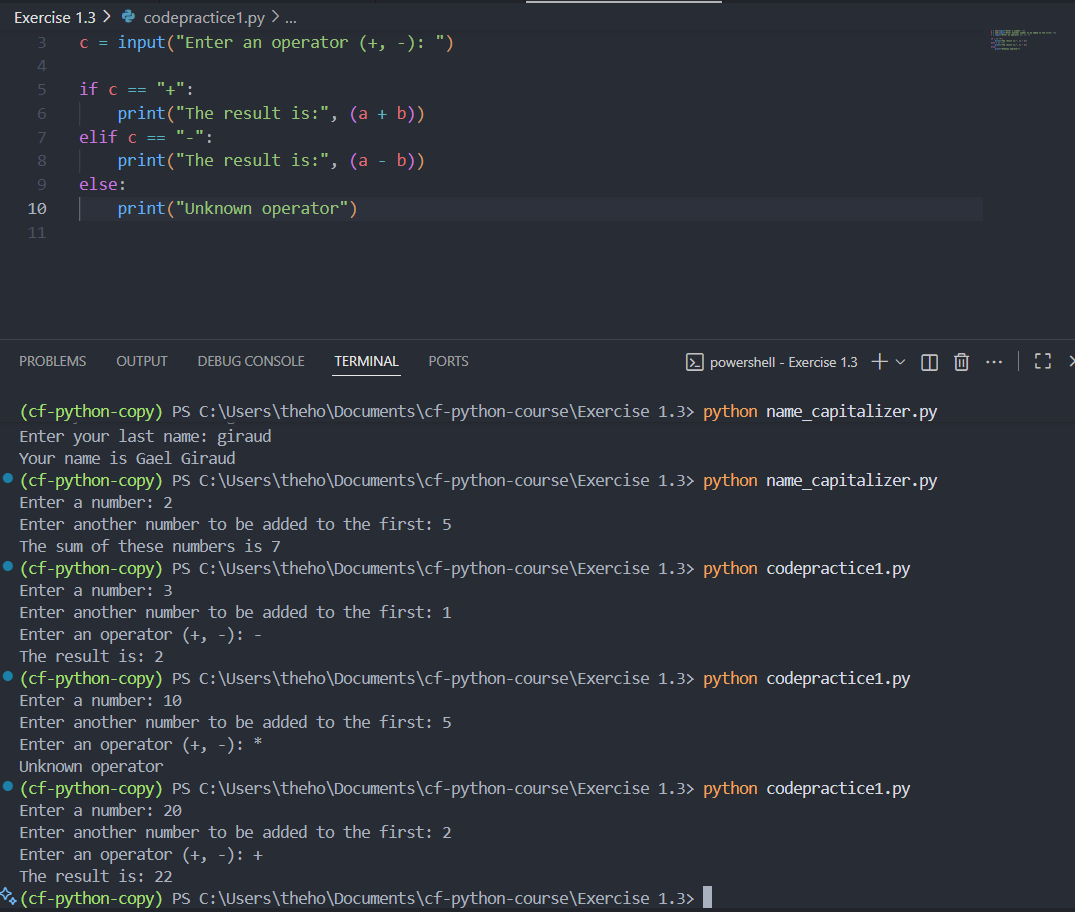 Exercise 1.3 > codepractice1.py > ...
3 c = input("Enter an operator (+, -): ")
4
5 if c == "+":
6     print("The result is:", (a + b))
7 elif c == "-":
8     print("The result is:", (a - b))
9 else:
10     print("Unknown operator")
11
PROBLEMS OUTPUT DEBUG CONSOLE TERMINAL PORTS powershell - Exercise 1.3
(cf-python-copy) PS C:\Users\theho\Documents\cf-python-course\Exercise 1.3> python name_capitalizer.py
Enter your last name: giraud
Your name is Gael Giraud
(cf-python-copy) PS C:\Users\theho\Documents\cf-python-course\Exercise 1.3> python name_capitalizer.py
Enter a number: 2
Enter another number to be added to the first: 5
The sum of these numbers is 7
(cf-python-copy) PS C:\Users\theho\Documents\cf-python-course\Exercise 1.3> python codepractice1.py
Enter a number: 3
Enter another number to be added to the first: 1
Enter an operator (+, -): -
The result is: 2
(cf-python-copy) PS C:\Users\theho\Documents\cf-python-course\Exercise 1.3> python codepractice1.py
Enter a number: 10
Enter another number to be added to the first: 5
Enter an operator (+, -): *
Unknown operator
(cf-python-copy) PS C:\Users\theho\Documents\cf-python-course\Exercise 1.3> python codepractice1.py
Enter a number: 20
Enter another number to be added to the first: 2
Enter an operator (+, -): +
The result is: 22
(cf-python-copy) PS C:\Users\theho\Documents\cf-python-course\Exercise 1.3>